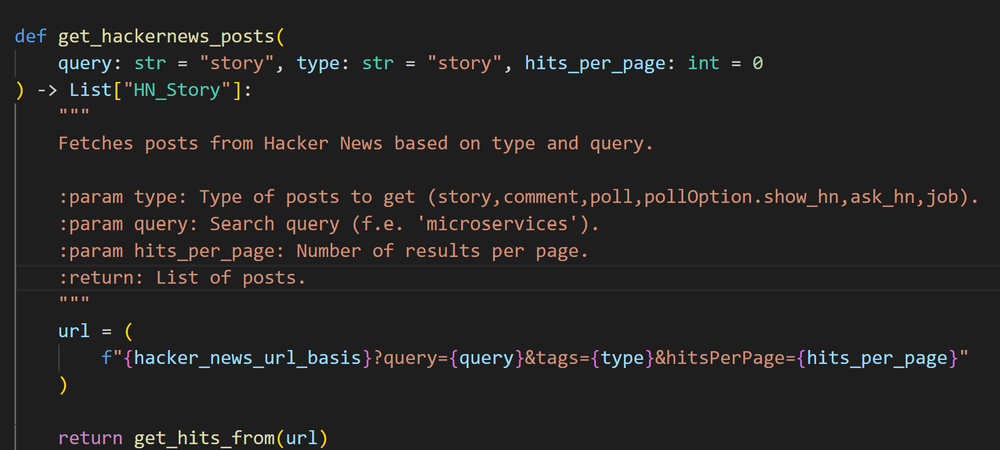 def get_hackernews_posts(
    query: str = "story", type: str = "story", hits_per_page: int = 0
) -> List["HN_Story"]:
    """
    Fetches posts from Hacker News based on type and query.

    :param type: Type of posts to get (story,comment,poll,pollOption.show_hn,ask_hn,job).
    :param query: Search query (f.e. 'microservices').
    :param hits_per_page: Number of results per page.
    :return: List of posts.
    """
    url = (
        f"{hacker_news_url_basis}?query={query}&tags={type}&hitsPerPage={hits_per_page}"
    )

    return get_hits_from(url)